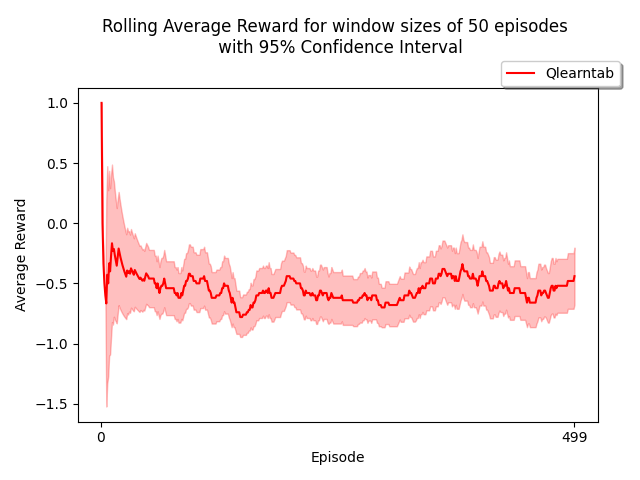 Rolling Average Reward for window sizes of 50 episodes
with 95% Confidence Interval
Qlearntab
1.0
0.5
0.0
−0.5
−1.0
−1.5
Average Reward
0
499
Episode